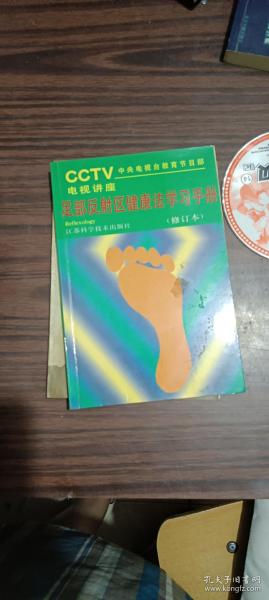 CCTV 中央电视台教育节目部
电视讲座
足部反射区健康法学习手册
Reflexology
(修订本)
江苏科学技术出版社
孔夫子旧书网